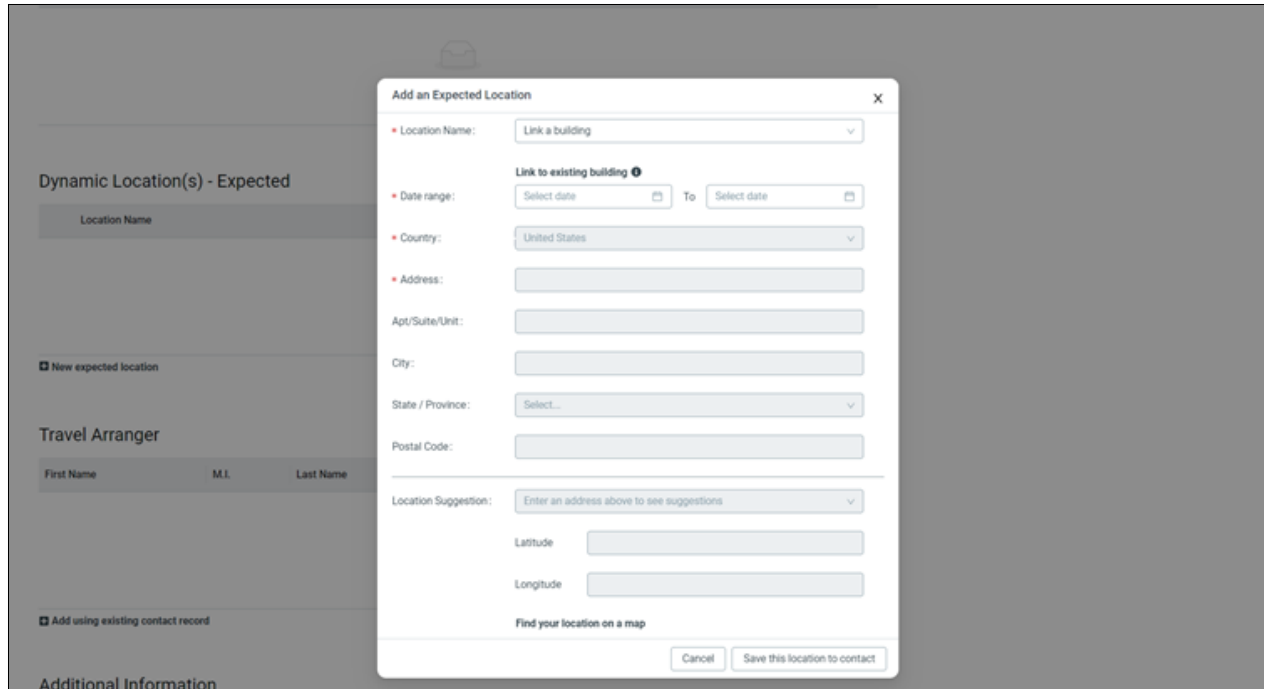 Add an Expected Location
X
* Location Name: Link a building
Link to existing building
* Date range: Select date To Select date
* Country: United States
* Address:
Apt/Suite/Unit:
City:
State / Province: Select...
Postal Code:
Location Suggestion: Enter an address above to see suggestions
Latitude
Longitude
Find your location on a map
Cancel Save this location to contact
Dynamic Location(s) - Expected
Location Name
New expected location
Travel Arranger
First Name M.I. Last Name
Add using existing contact record
Additional Information